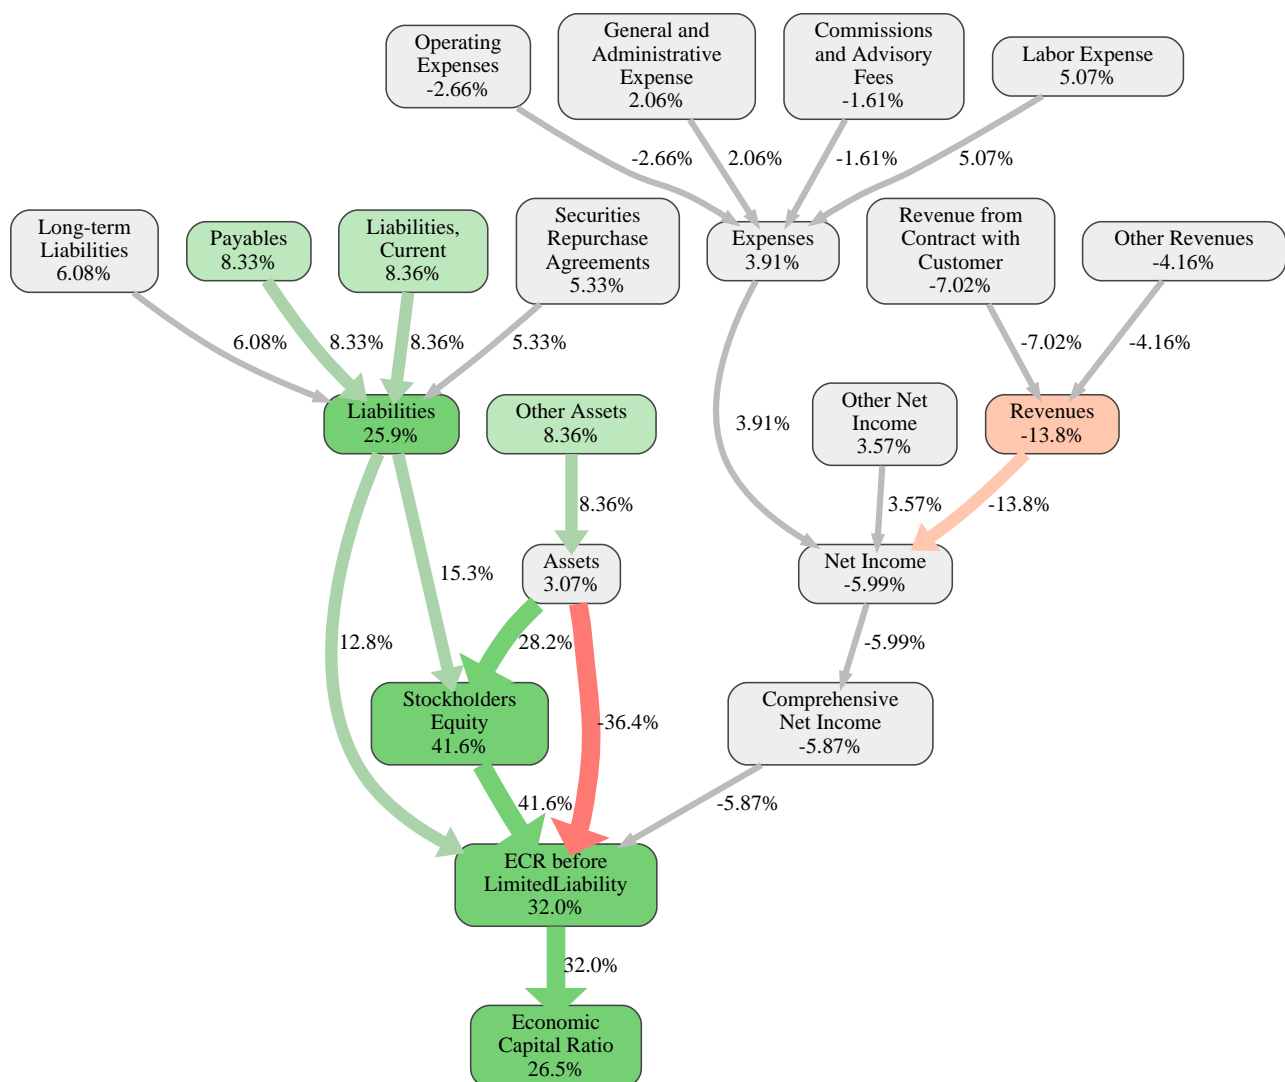 Operating
Expenses
-2.66%
General and
Administrative
Expense
2.06%
Commissions
and Advisory
Fees
-1.61%
Labor Expense
5.07%
-2.66%
2.06%
-1.61%
5.07%
Long-term
Liabilities
6.08%
Payables
8.33%
Liabilities,
Current
8.36%
Securities
Repurchase
Agreements
5.33%
Expenses
3.91%
Revenue from
Contract with
Customer
-7.02%
Other Revenues
-4.16%
6.08%
8.33%
8.36%
5.33%
-7.02%
-4.16%
Liabilities
25.9%
Other Assets
8.36%
3.91%
Other Net
Income
3.57%
Revenues
-13.8%
8.36%
3.57%
-13.8%
15.3%
Assets
3.07%
Net Income
-5.99%
12.8%
28.2%
-5.99%
Stockholders
Equity
41.6%
-36.4%
Comprehensive
Net Income
-5.87%
41.6%
-5.87%
ECR before
LimitedLiability
32.0%
32.0%
Economic
Capital Ratio
26.5%